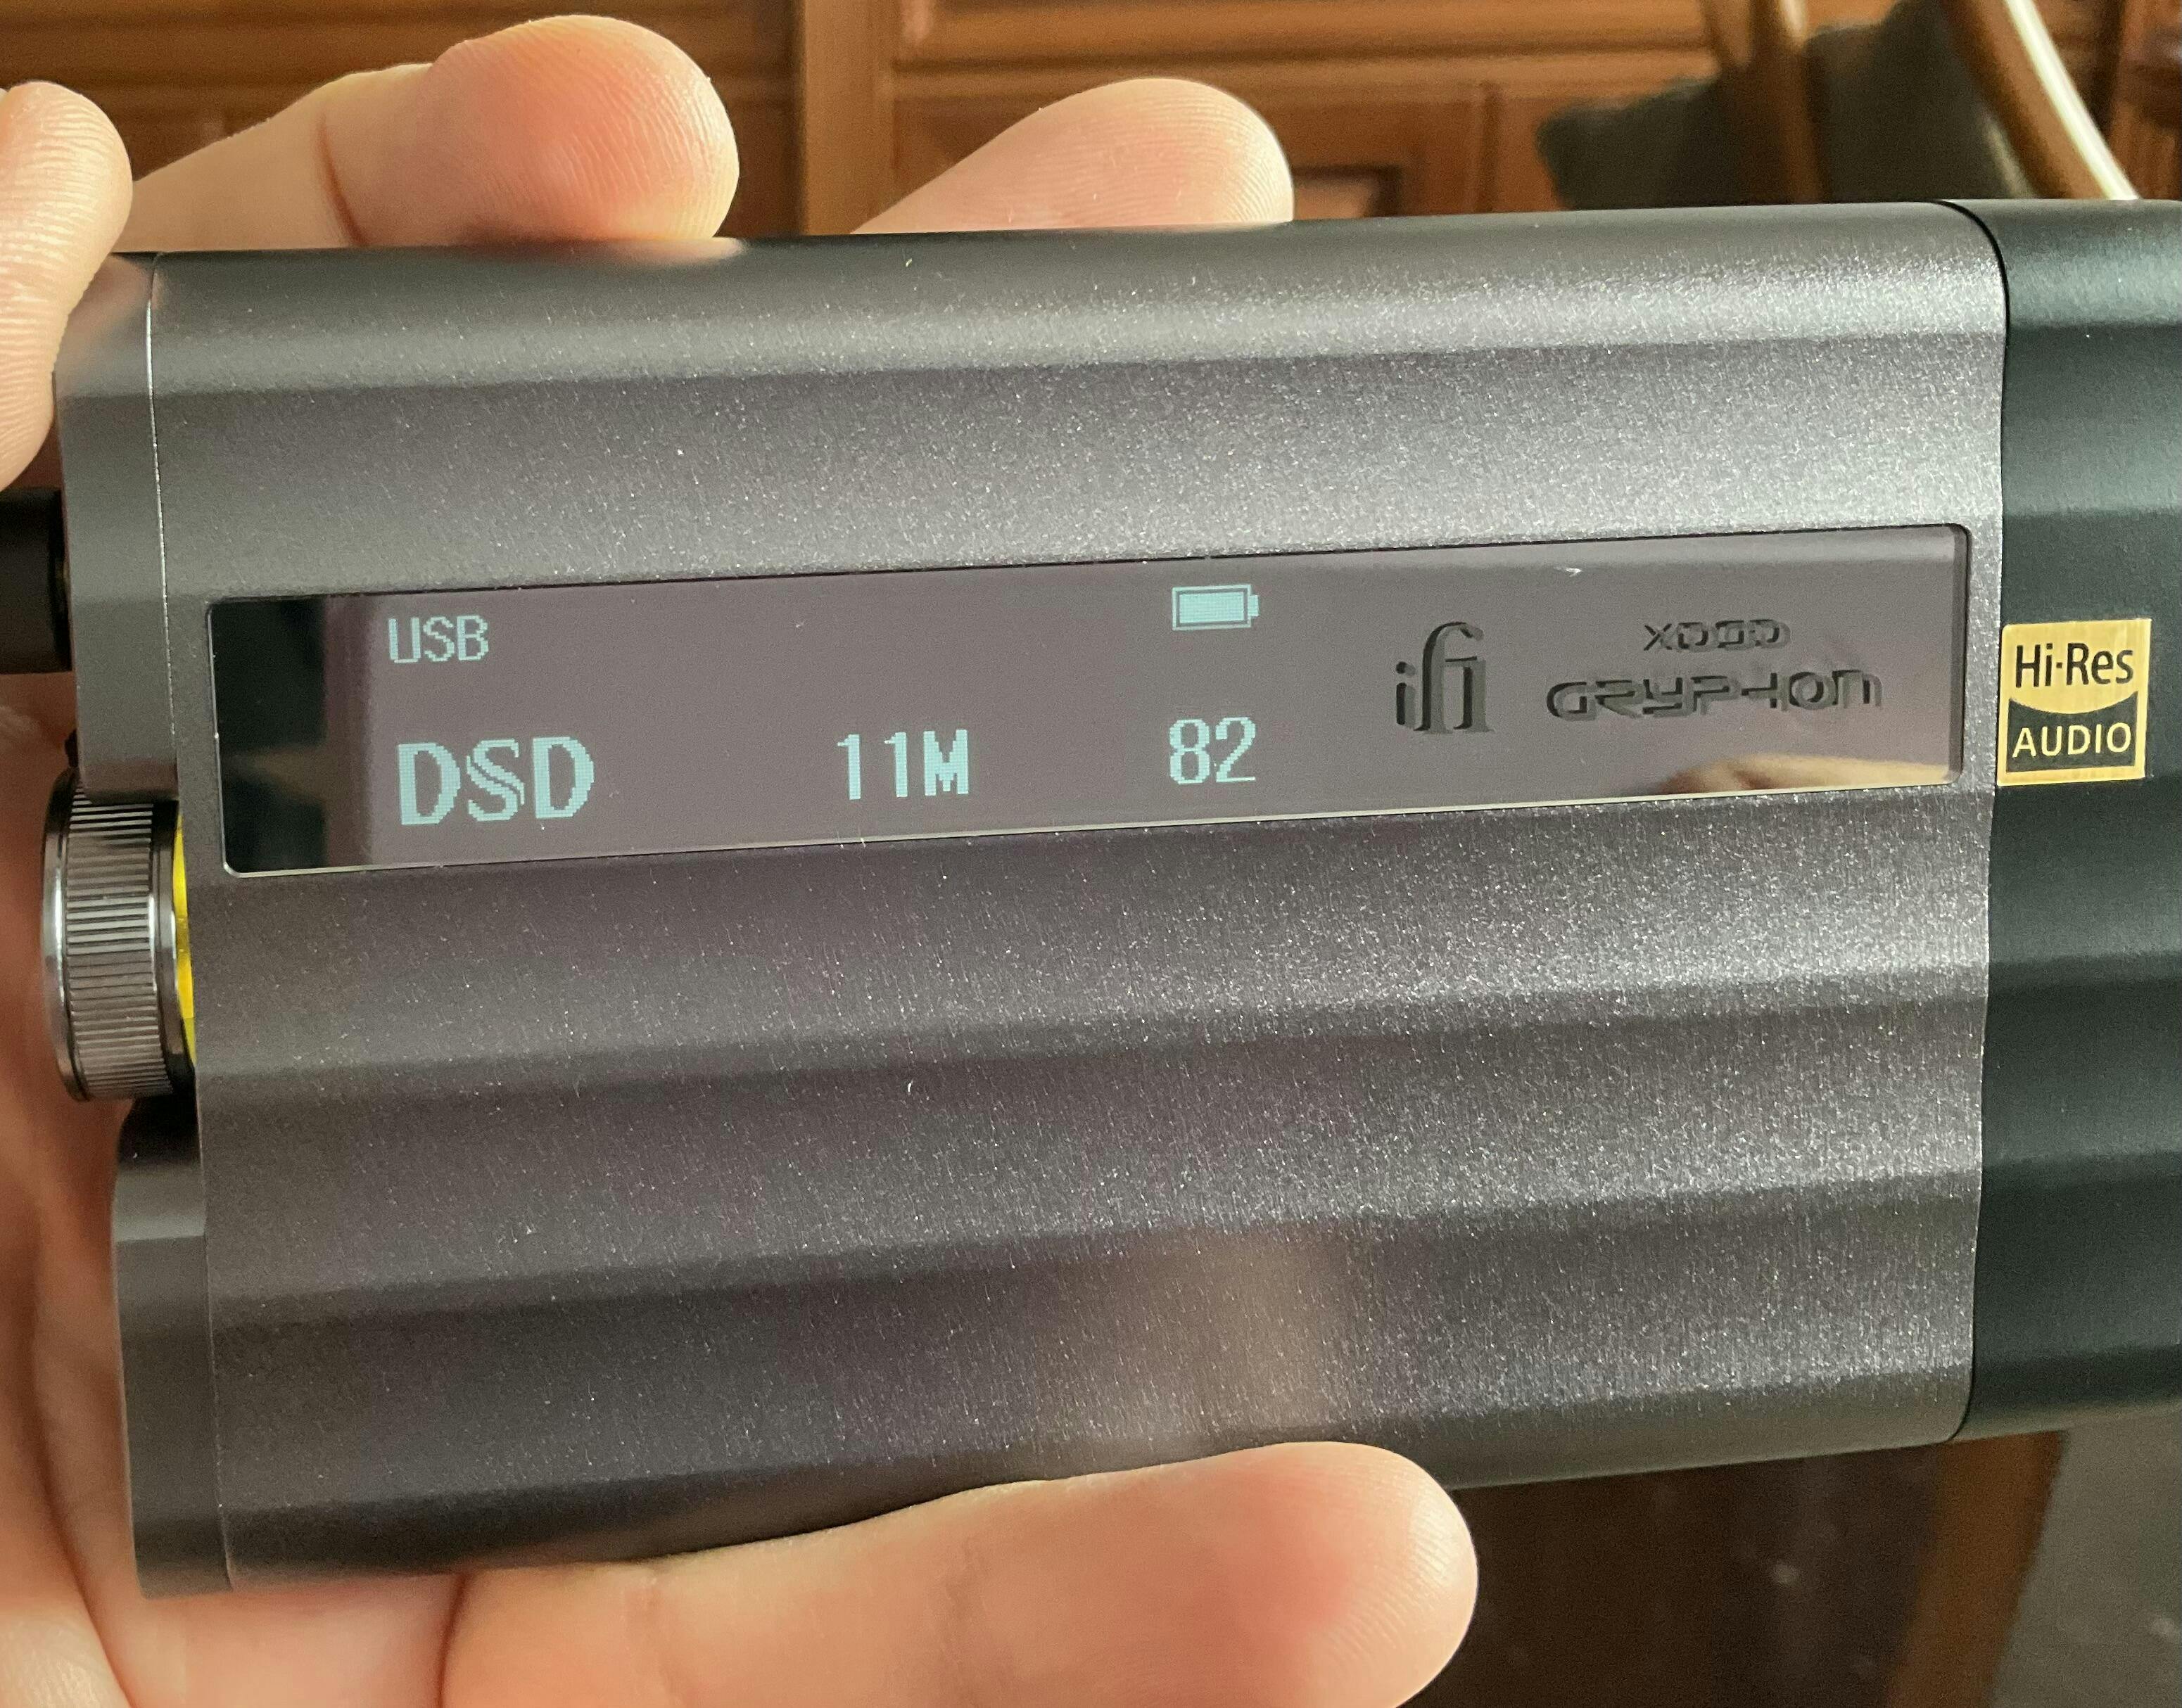 USB
DSD 11M 82
ifi
XDSD
GRYPHON
Hi-Res
AUDIO